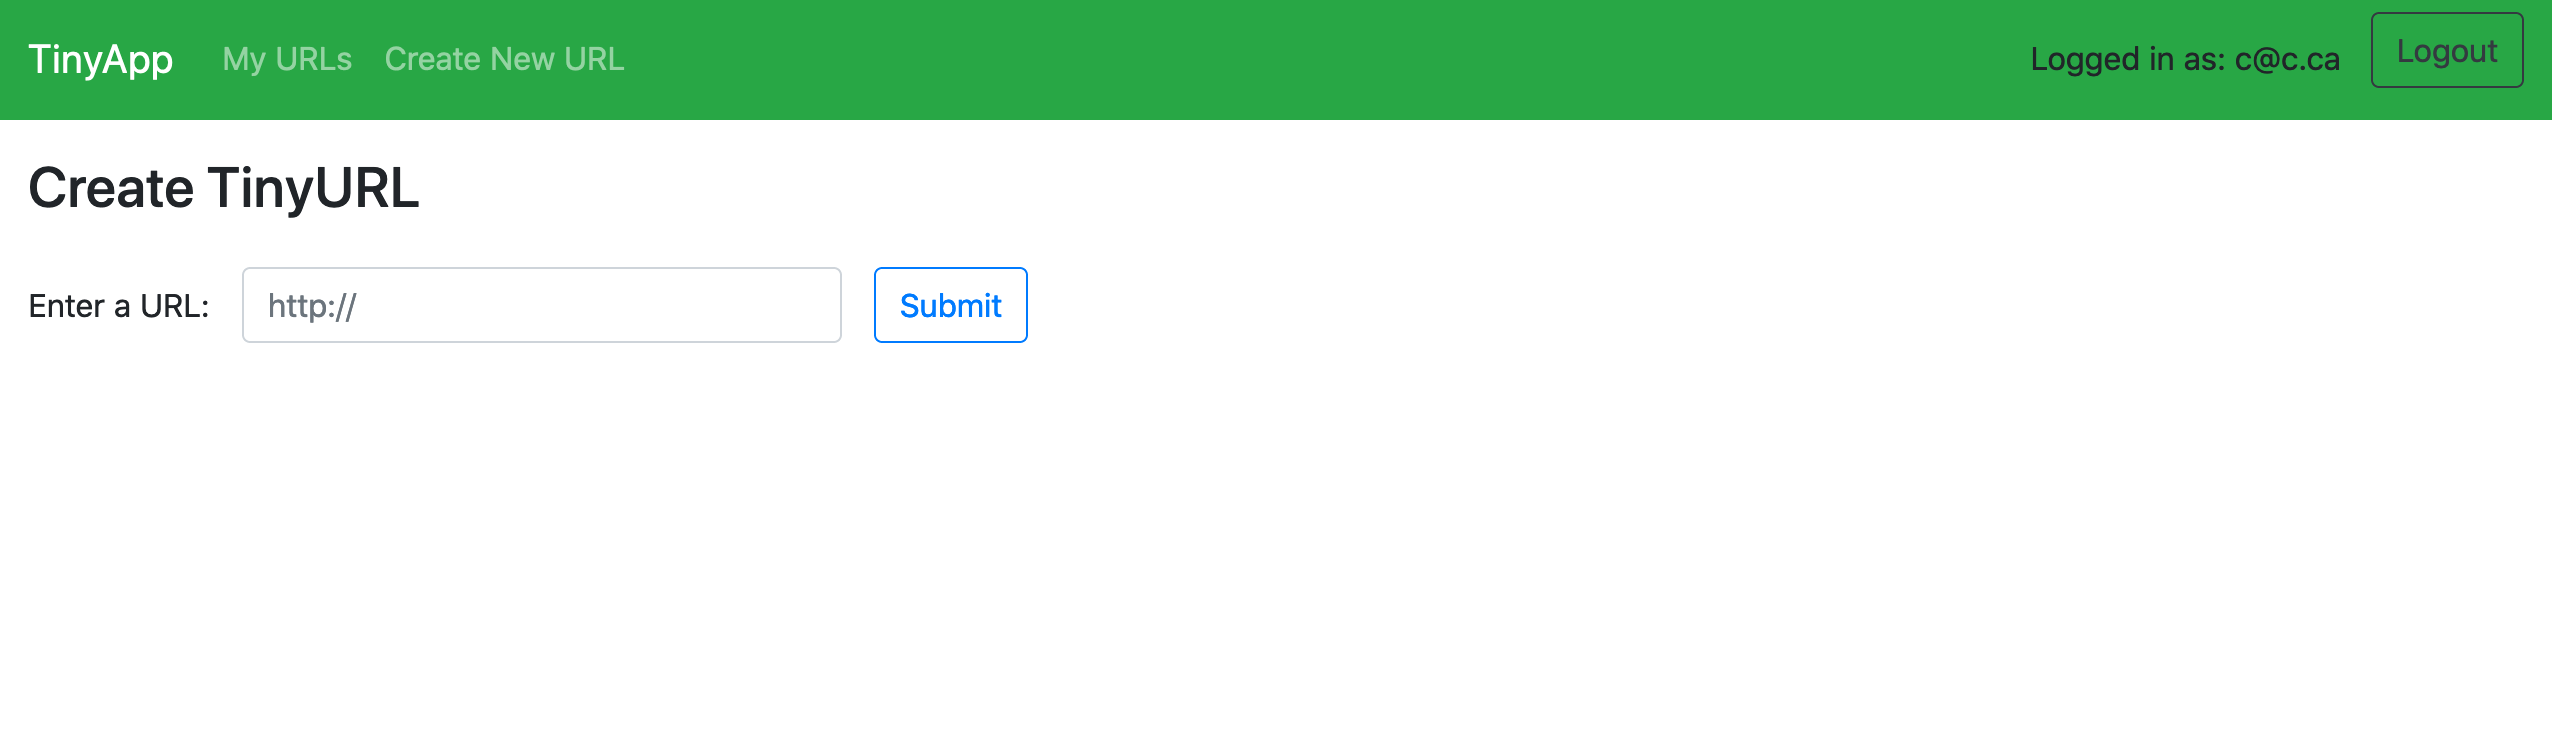 TinyApp My URLs Create New URL Logged in as: c@c.ca Logout
Create TinyURL
Enter a URL: http:// Submit